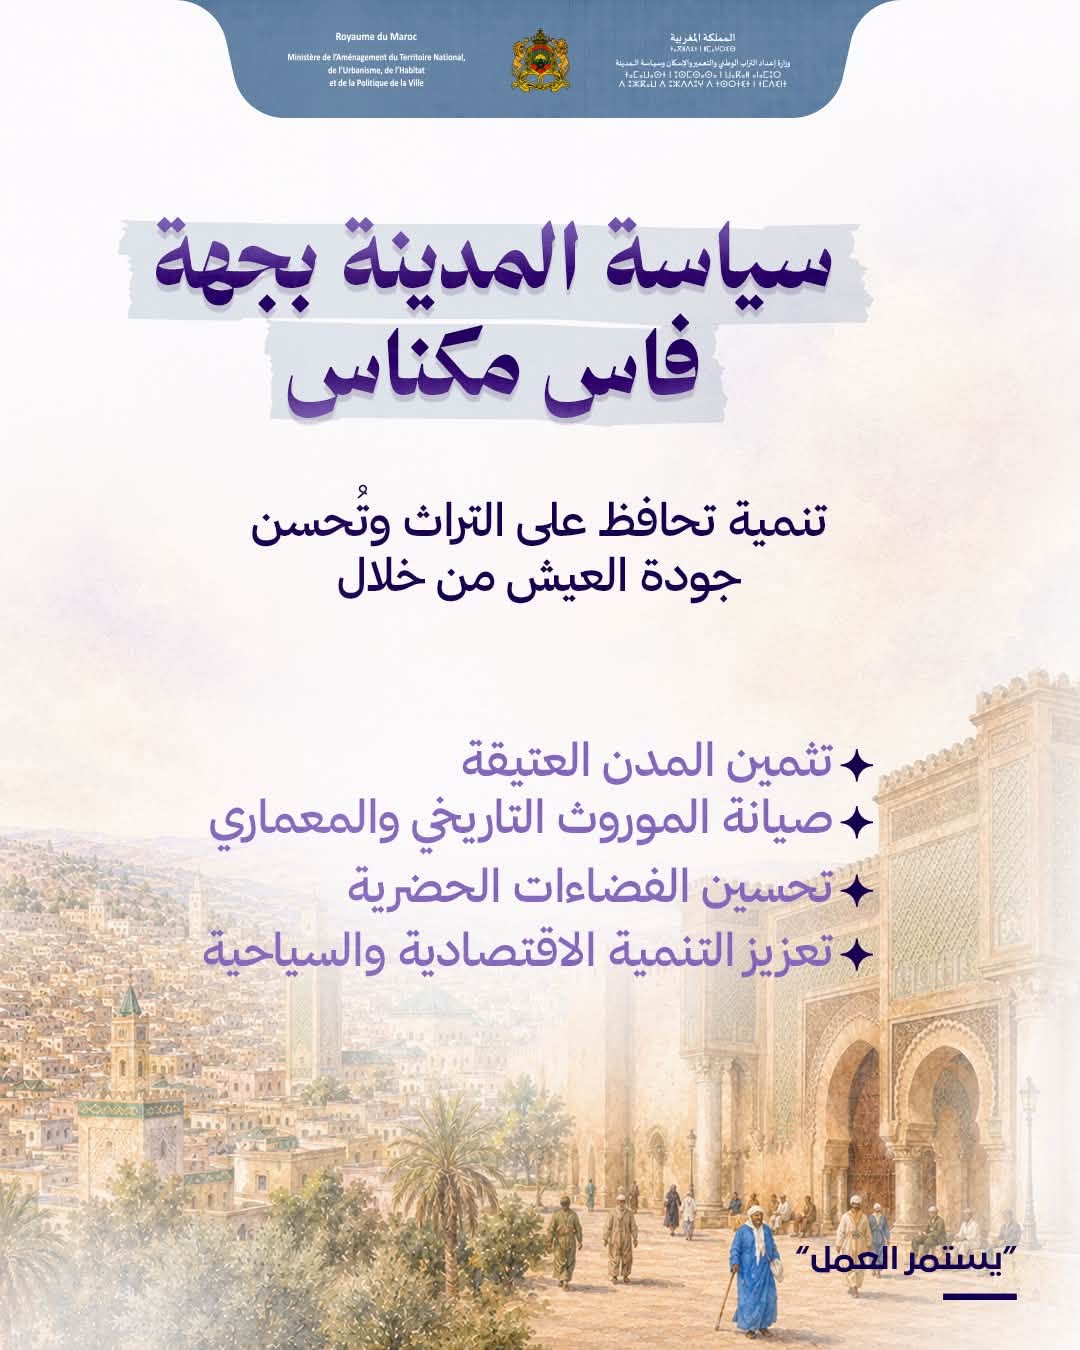 Royaume du Maroc
Ministère de l'Aménagement du Territoire National,
de l'Urbanisme, de l'Habitat
et de la Politique de la Ville
المملكة المغربية
وزارة إعداد التراب الوطني والتعمير والإسكان وسياسة المدينة
سياسة المدينة بجهة
فاس مكناس
تنمية تحافظ على التراث وتُحسن
جودة العيش من خلال
تثمين المدن العتيقة
صيانة الموروث التاريخي والمعماري
تحسين الفضاءات الحضرية
تعزيز التنمية الاقتصادية والسياحية
"يستمر العمل"